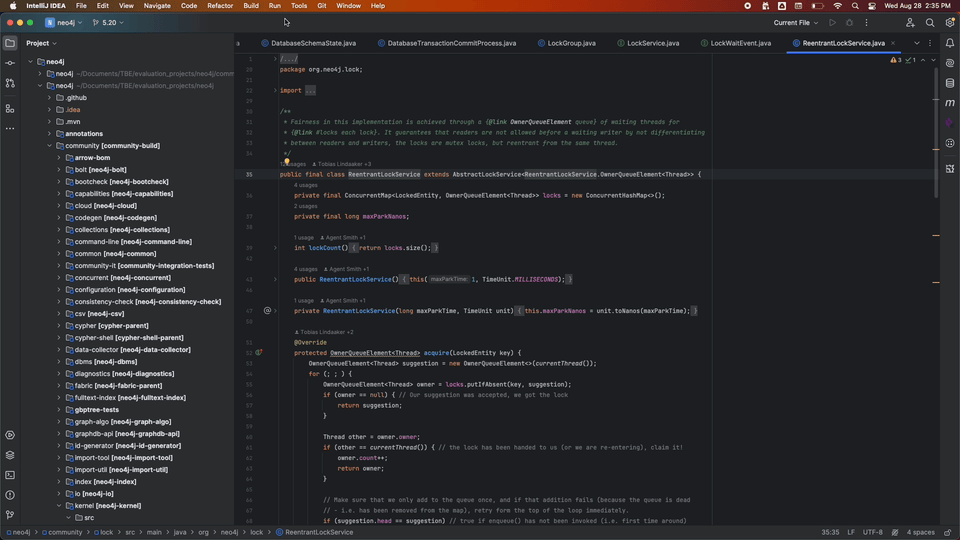 IntelliJ IDEA File Edit View Navigate Code Refactor Build Run Tools Git Window Help Wed Aug 28 2:35 PM
N neo4j 5.20 Current File
Project
a DatabaseSchemaState.java DatabaseTransactionCommitProcess.java LockGroup.java LockService.java LockWaitEvent.java ReentrantLockService.java
neo4j
neo4j ~/Documents/TBE/evaluation_projects/neo4j/comm
neo4j ~/Documents/TBE/evaluation_projects/neo4j
.github
.idea
.mvn
annotations
community [community-build]
arrow-bom
bolt [neo4j-bolt]
bootcheck [neo4j-bootcheck]
capabilities [neo4j-capabilities]
cloud [neo4j-cloud]
codegen [neo4j-codegen]
collections [neo4j-collections]
command-line [neo4j-command-line]
common [neo4j-common]
community-it [community-integration-tests]
concurrent [neo4j-concurrent]
configuration [neo4j-configuration]
consistency-check [neo4j-consistency-check]
csv [neo4j-csv]
cypher [cypher-parent]
cypher-shell [cypher-shell-parent]
data-collector [neo4j-data-collector]
dbms [neo4j-dbms]
diagnostics [neo4j-diagnostics]
fabric [neo4j-fabric-parent]
fulltext-index [neo4j-fulltext-index]
gbptree-tests
graph-algo [neo4j-graph-algo]
graphdb-api [neo4j-graphdb-api]
id-generator [neo4j-id-generator]
import-tool [neo4j-import-tool]
import-util [neo4j-import-util]
index [neo4j-index]
io [neo4j-io]
kernel [neo4j-kernel]
src
3 1
1 /.../
20 package org.neo4j.lock;
21
22 import ...
30
31 /**
31 * Fairness in this implementation is achieved through a {@link OwnerQueueElement queue} of waiting threads for
32 * {@link #locks each lock}. It guarantees that readers are not allowed before a waiting writer by not differentiating
33 * between readers and writers, the locks are mutex locks, but reentrant from the same thread.
34 */
12 usages Tobias Lindaaker +3
35 public final class ReentrantLockService extends AbstractLockService<ReentrantLockService.OwnerQueueElement<Thread>> {
4 usages
36 private final ConcurrentMap<LockedEntity, OwnerQueueElement<Thread>> locks = new ConcurrentHashMap<>();
2 usages
37 private final long maxParkNanos;
38
1 usage Agent Smith +1
39 int lockCount() { return locks.size(); }
42
4 usages Agent Smith +1
43 public ReentrantLockService() { this( maxParkTime: 1, TimeUnit.MILLISECONDS); }
46
1 usage Agent Smith +1
47 private ReentrantLockService(long maxParkTime, TimeUnit unit) { this.maxParkNanos = unit.toNanos(maxParkTime); }
50
Tobias Lindaaker +2
51 @Override
52 protected OwnerQueueElement<Thread> acquire(LockedEntity key) {
53 OwnerQueueElement<Thread> suggestion = new OwnerQueueElement<>(currentThread());
54 for (; ; ) {
55 OwnerQueueElement<Thread> owner = locks.putIfAbsent(key, suggestion);
56 if (owner == null) { // Our suggestion was accepted, we got the lock
57 return suggestion;
58 }
59
60 Thread other = owner.owner;
61 if (other == currentThread()) { // the lock has been handed to us (or we are re-entering), claim it!
62 owner.count++;
63 return owner;
64 }
65
66 // Make sure that we only add to the queue once, and if that addition fails (because the queue is dead
67 // - i.e. has been removed from the map), retry form the top of the loop immediately.
68 if (suggestion.head == suggestion) // true if enqueue() has not been invoked (i.e. first time around)
neo4j community lock src main java org neo4j lock ReentrantLockService 35:35 LF UTF-8 4 spaces